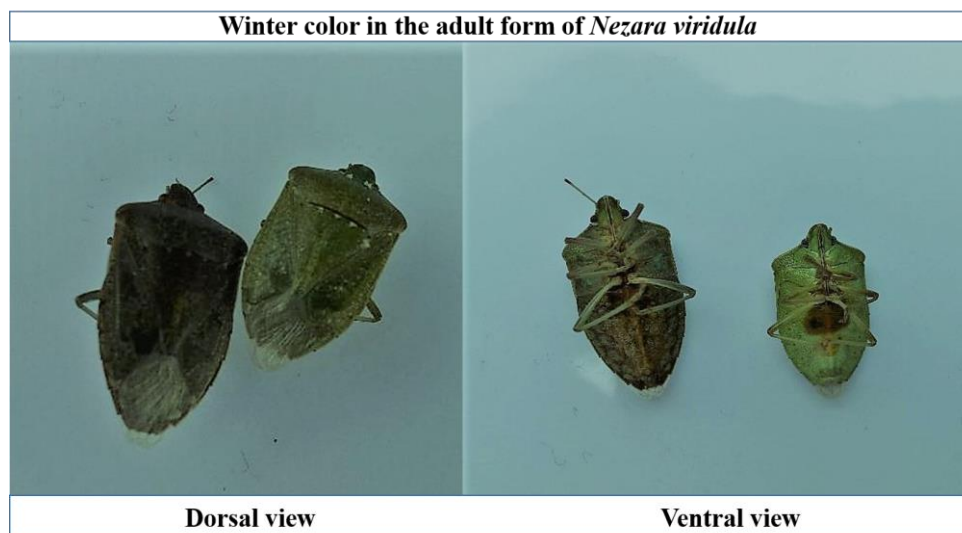 Winter color in the adult form of Nezara viridula
Dorsal view
Ventral view